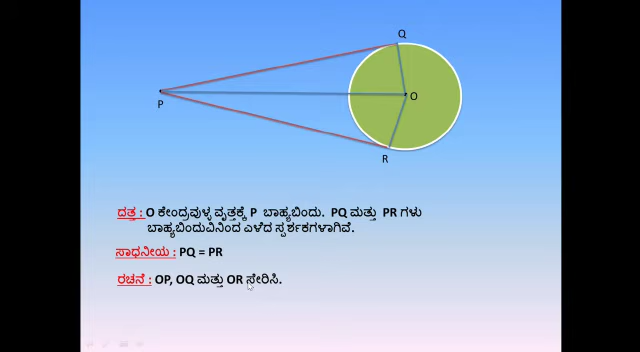 Q
P
O
R
ದತ್ತ : O ಕೇಂದ್ರವುಳ್ಳ ವೃತ್ತಕ್ಕೆ P ಬಾಹ್ಯಬಿಂದು. PQ ಮತ್ತು PR ಗಳು
ಬಾಹ್ಯಬಿಂದುವಿನಿಂದ ಎಳೆದ ಸ್ಪರ್ಶಕಗಳಾಗಿವೆ.
ಸಾಧನೀಯ : PQ = PR
ರಚನೆ : OP, OQ ಮತ್ತು OR ಸೇರಿಸಿ.